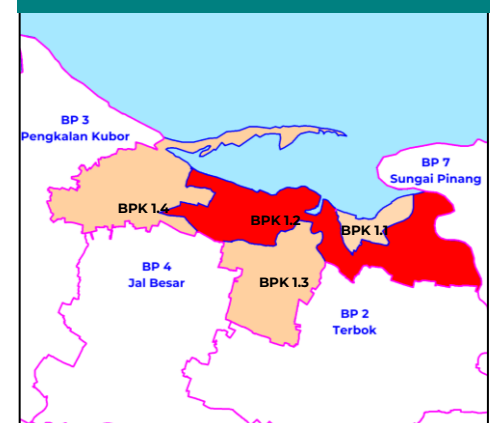 BP 3
Pengkalan Kubor
BP 7
Sungai Pinang
BPK 1.4
BPK 1.2
BPK 1.1
BP 4
Jal Besar
BPK 1.3
BP 2
Terbok